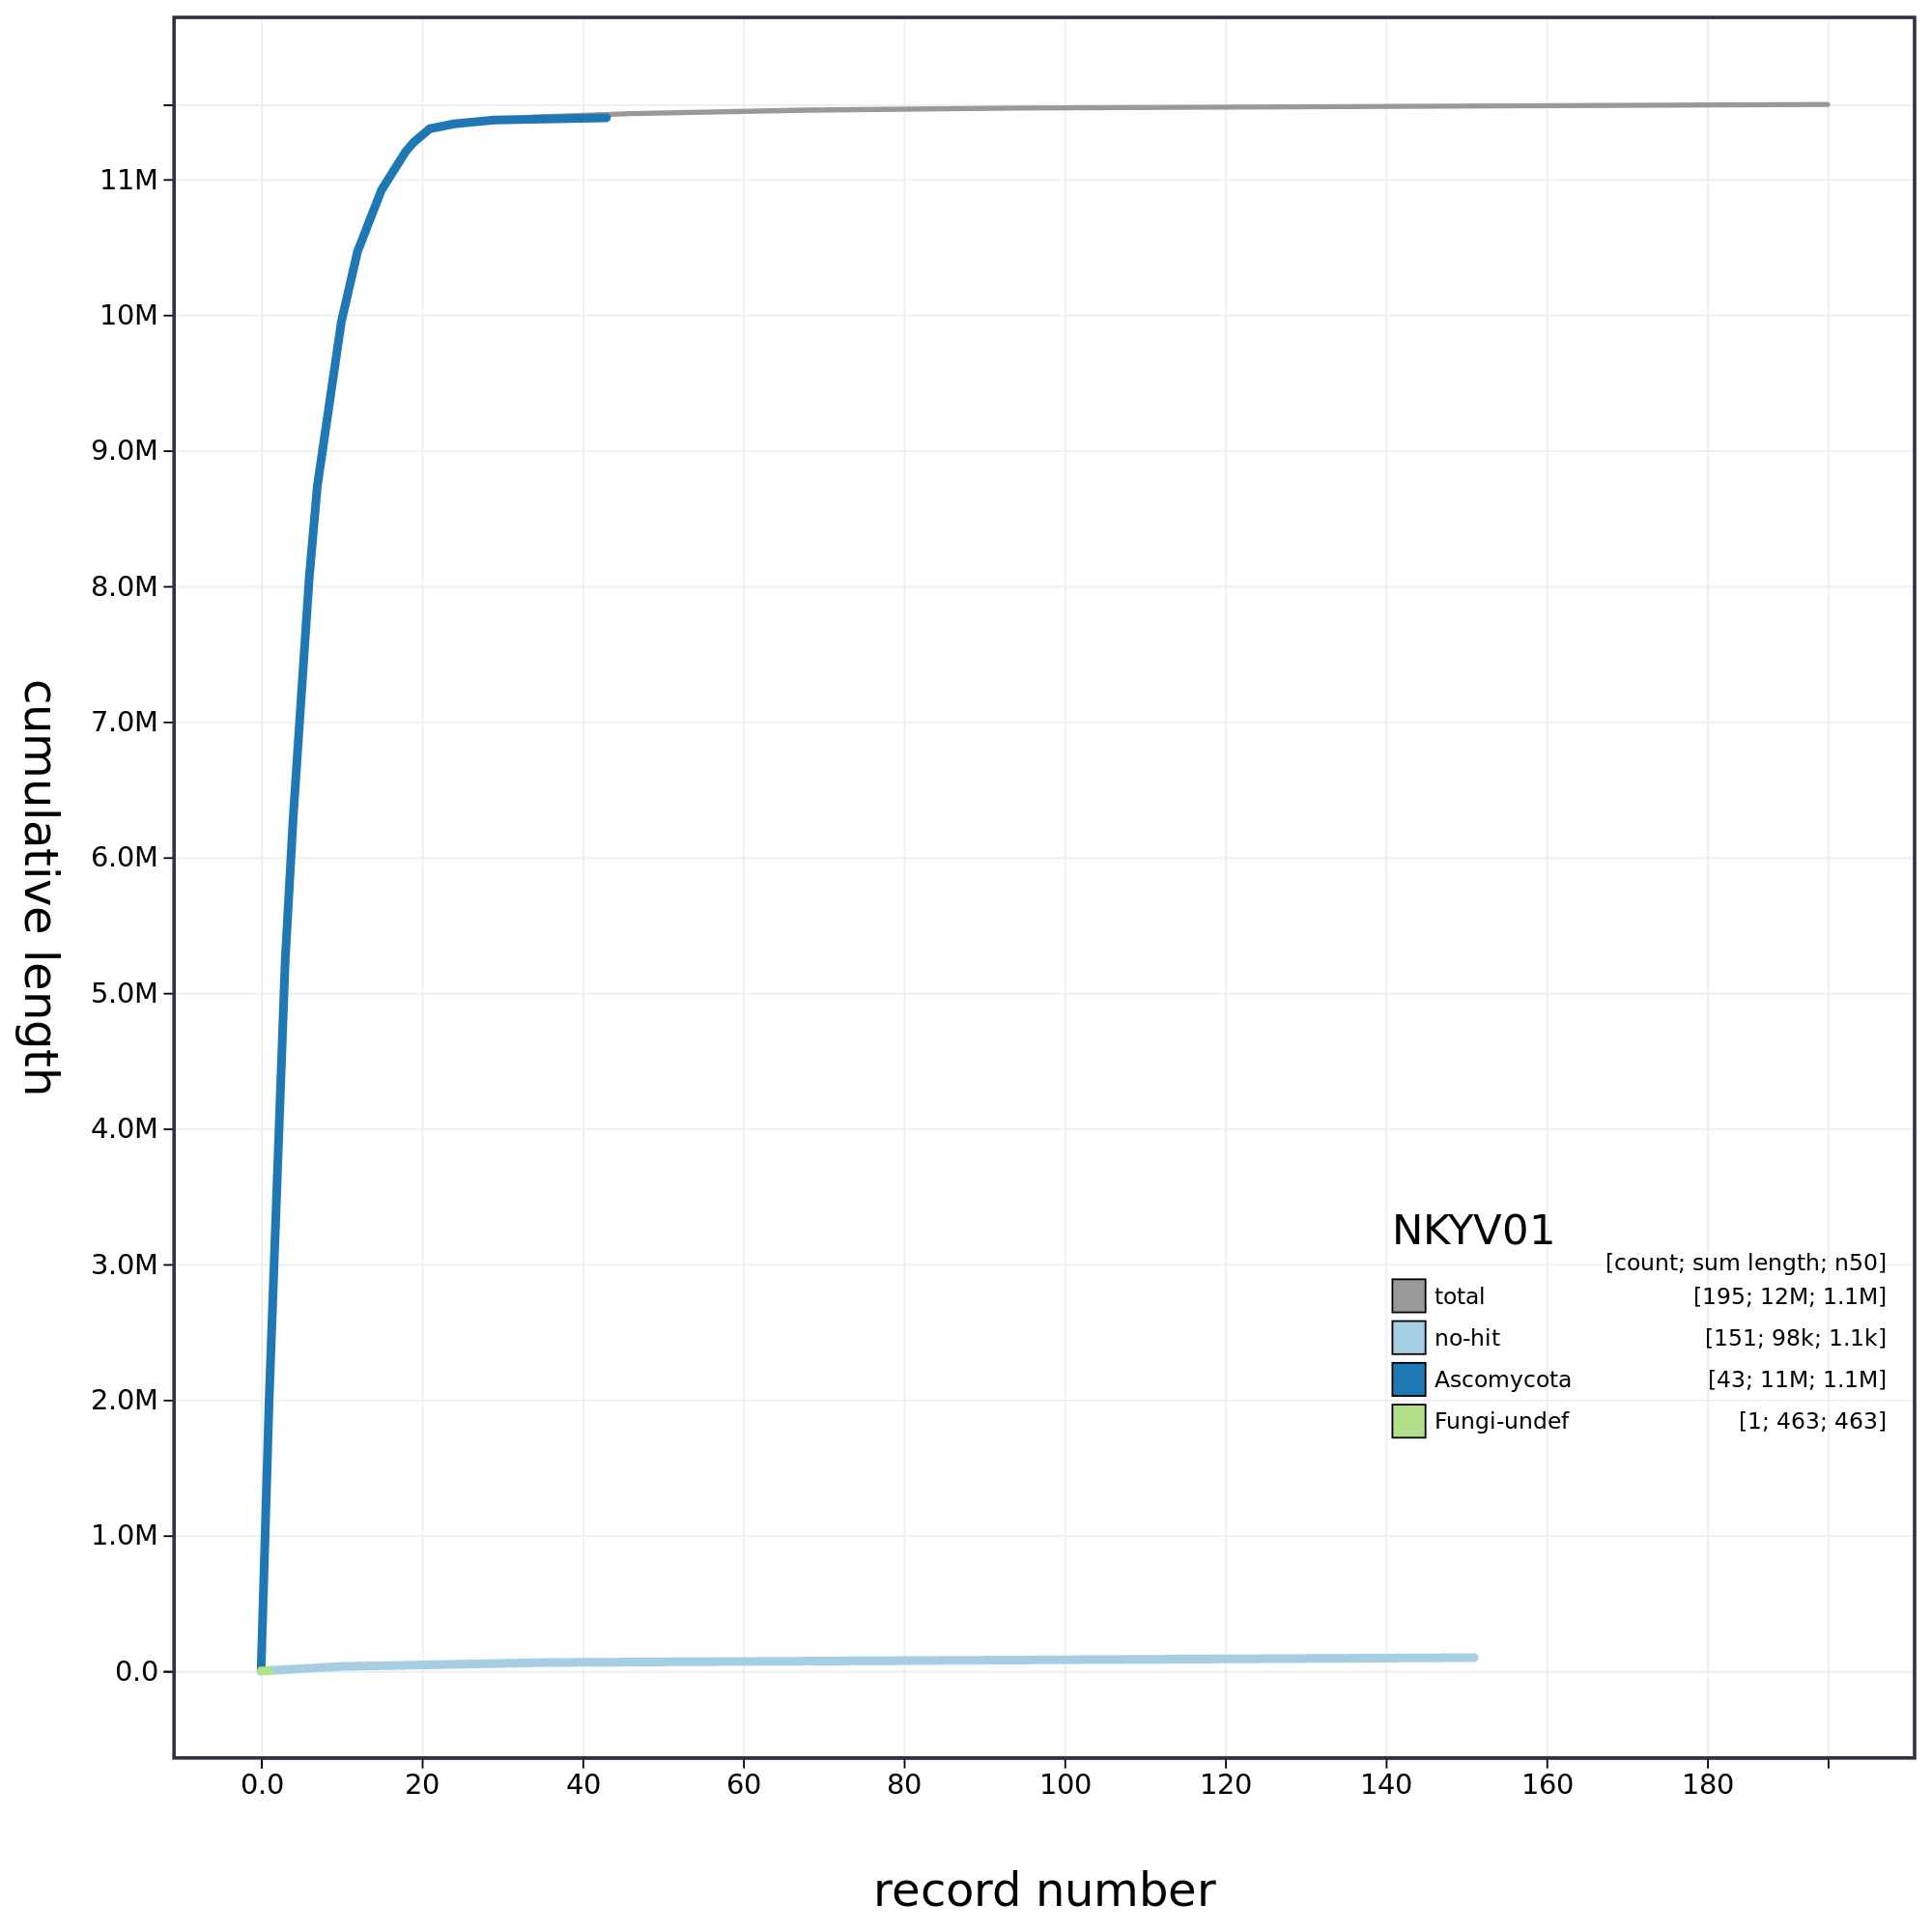 cumulative length
11M
10M
9.0M
8.0M
7.0M
6.0M
5.0M
4.0M
3.0M
2.0M
1.0M
0.0
NKYV01
[count; sum length; n50]
total [195; 12M; 1.1M]
no-hit [151; 98k; 1.1k]
Ascomycota [43; 11M; 1.1M]
Fungi-undef [1; 463; 463]
0.0 20 40 60 80 100 120 140 160 180
record number